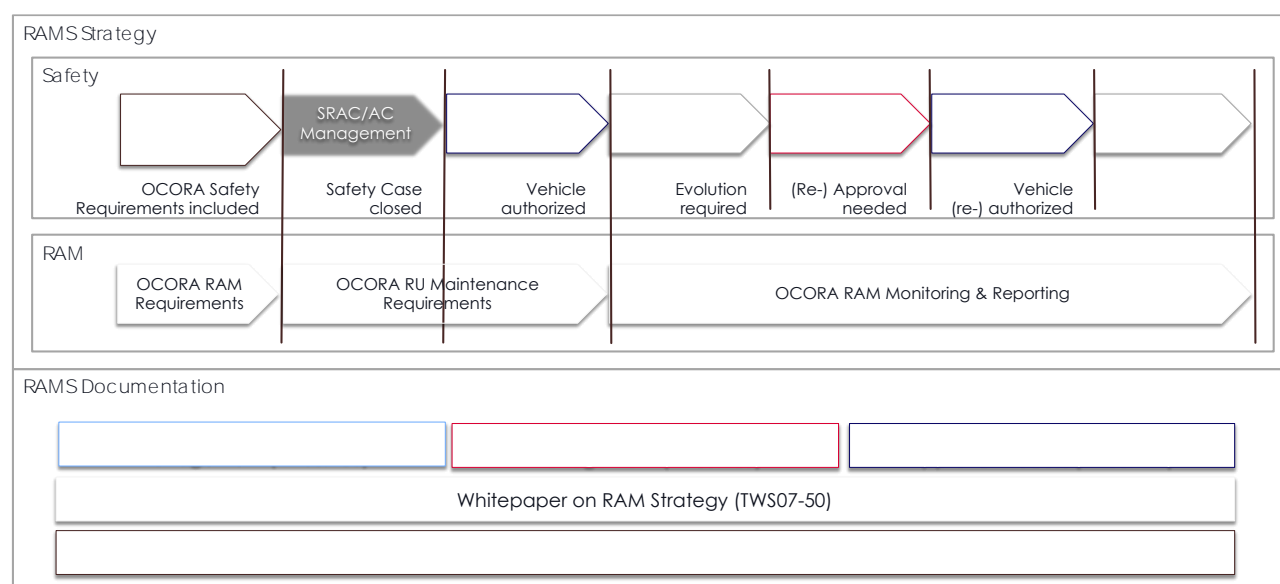 RAMS Strategy
Safety
SRAC/AC
Management
OCORA Safety
Requirements included
Safety Case
closed
Vehicle
authorized
Evolution
required
(Re-) Approval
needed
Vehicle
(re-) authorized
RAM
OCORA RAM
Requirements
OCORA RU Maintenance
Requirements
OCORA RAM Monitoring & Reporting
RAMS Documentation
Whitepaper on RAM Strategy (TWS07-50)